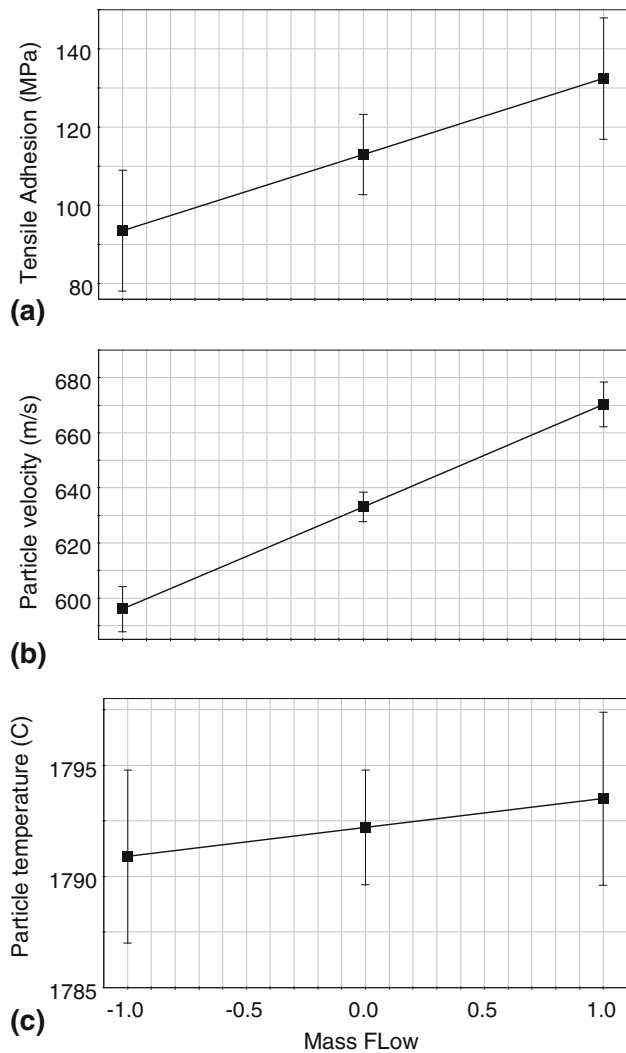 Tensile Adhesion (MPa)
140
120
100
80
(a)
Particle velocity (m/s)
680
660
640
620
600
(b)
Particle temperature (C)
1795
1790
1785
(c)
-1.0 -0.5 0.0 0.5 1.0
Mass FLow